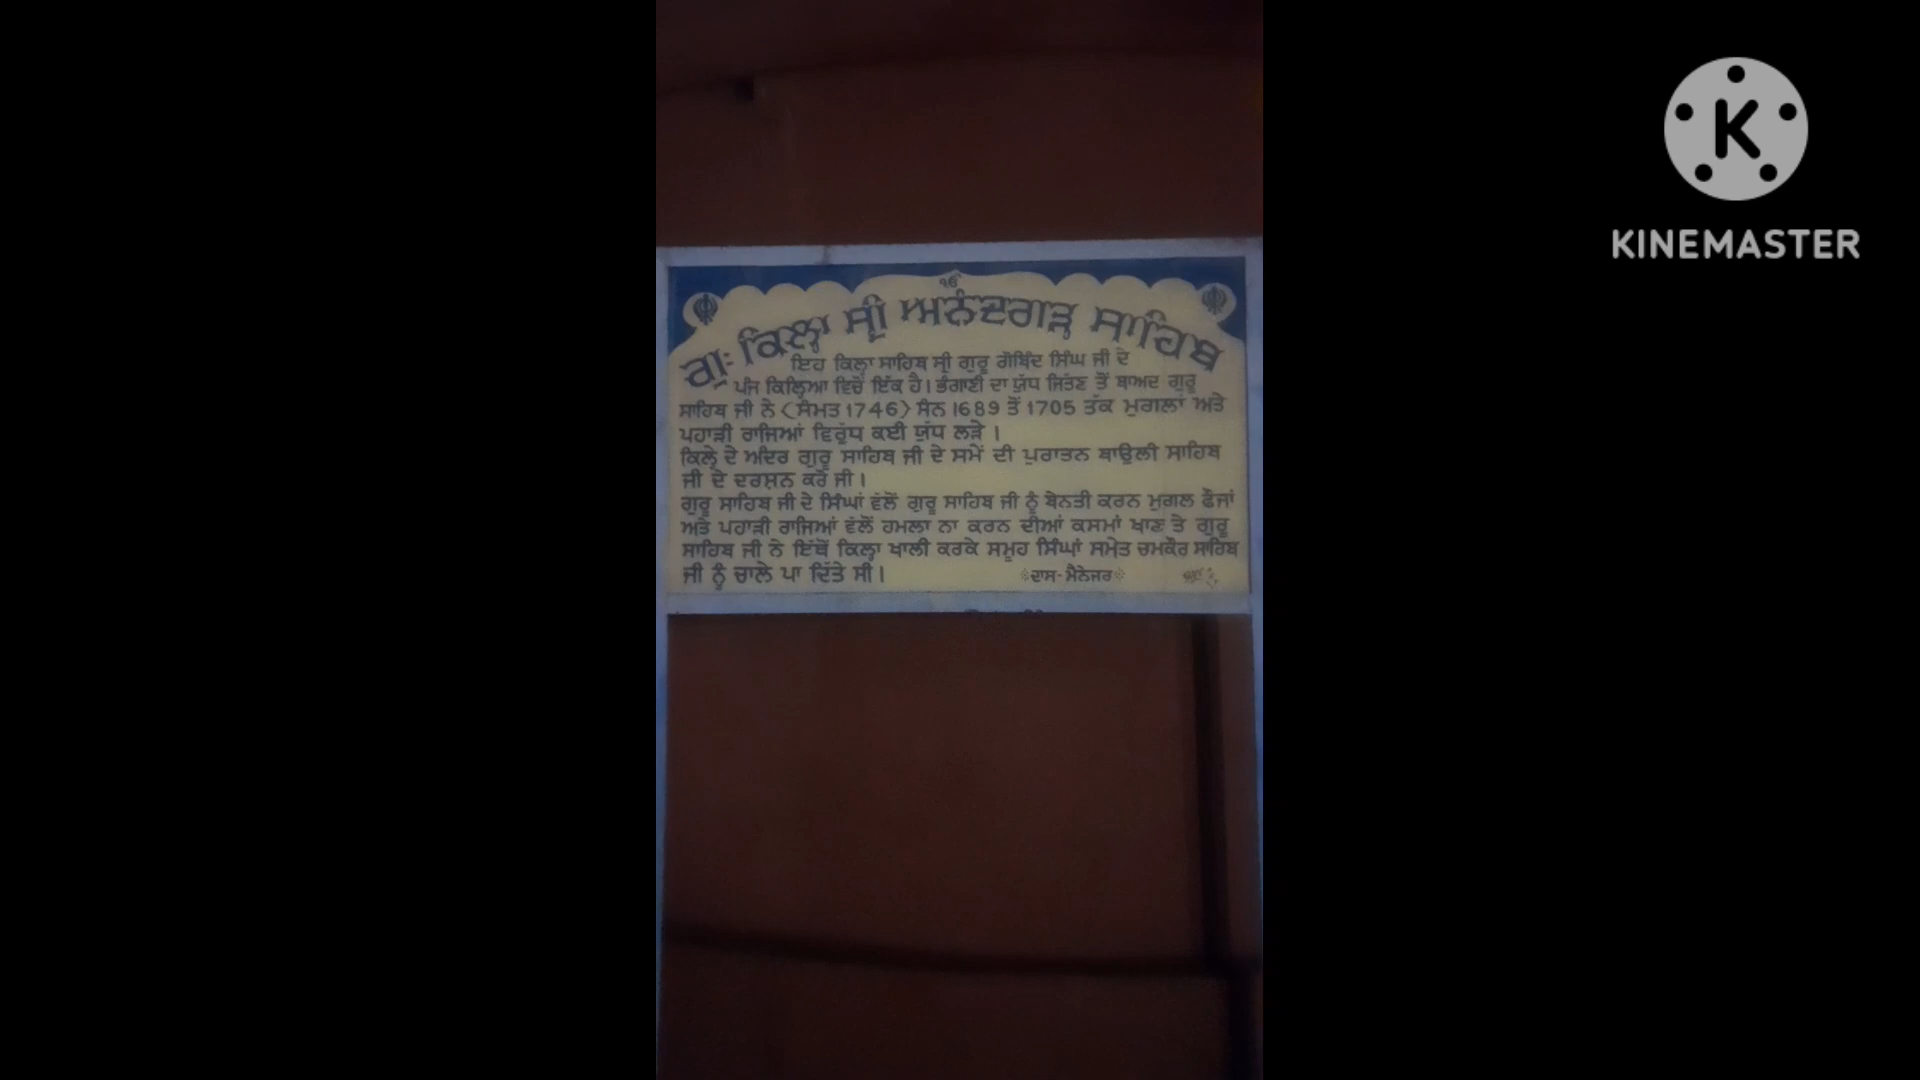 ੴ
ਗੁ: ਕਿਲ੍ਹਾ ਸ੍ਰੀ ਅਨੰਦਗੜ੍ਹ ਸਾਹਿਬ
ਇਹ ਕਿਲ੍ਹਾ ਸਾਹਿਬ ਸ੍ਰੀ ਗੁਰੂ ਗੋਬਿੰਦ ਸਿੰਘ ਜੀ ਦੇ
ਪੰਜ ਕਿਲ੍ਹਿਆ ਵਿਚੋਂ ਇੱਕ ਹੈ। ਭੰਗਾਣੀ ਦਾ ਯੁੱਧ ਜਿੱਤਣ ਤੋਂ ਬਾਅਦ ਗੁਰੂ
ਸਾਹਿਬ ਜੀ ਨੇ (ਸੰਮਤ 1746) ਸੰਨ 1689 ਤੋਂ 1705 ਤੱਕ ਮੁਗਲਾਂ ਅਤੇ
ਪਹਾੜੀ ਰਾਜਿਆਂ ਵਿਰੁੱਧ ਕਈ ਯੁੱਧ ਲੜੇ।
ਕਿਲ੍ਹੇ ਦੇ ਅੰਦਰ ਗੁਰੂ ਸਾਹਿਬ ਜੀ ਦੇ ਸਮੇਂ ਦੀ ਪੁਰਾਤਨ ਬਾਉਲੀ ਸਾਹਿਬ
ਜੀ ਦੇ ਦਰਸ਼ਨ ਕਰੋ ਜੀ।
ਗੁਰੂ ਸਾਹਿਬ ਜੀ ਦੇ ਸਿੰਘਾਂ ਵੱਲੋਂ ਗੁਰੂ ਸਾਹਿਬ ਜੀ ਨੂੰ ਬੇਨਤੀ ਕਰਨ ਮੁਗਲ ਫੌਜਾਂ
ਅਤੇ ਪਹਾੜੀ ਰਾਜਿਆਂ ਵੱਲੋਂ ਹਮਲਾ ਨਾ ਕਰਨ ਦੀਆਂ ਕਸਮਾਂ ਖਾਣ ਤੇ ਗੁਰੂ
ਸਾਹਿਬ ਜੀ ਨੇ ਇੱਥੋਂ ਕਿਲ੍ਹਾ ਖਾਲੀ ਕਰਕੇ ਸਮੂਹ ਸਿੰਘਾਂ ਸਮੇਤ ਚਮਕੌਰ ਸਾਹਿਬ
ਜੀ ਨੂੰ ਚਾਲੇ ਪਾ ਦਿੱਤੇ ਸੀ।
ਦਾਸ-ਮੈਨੇਜਰ
KINEMASTER